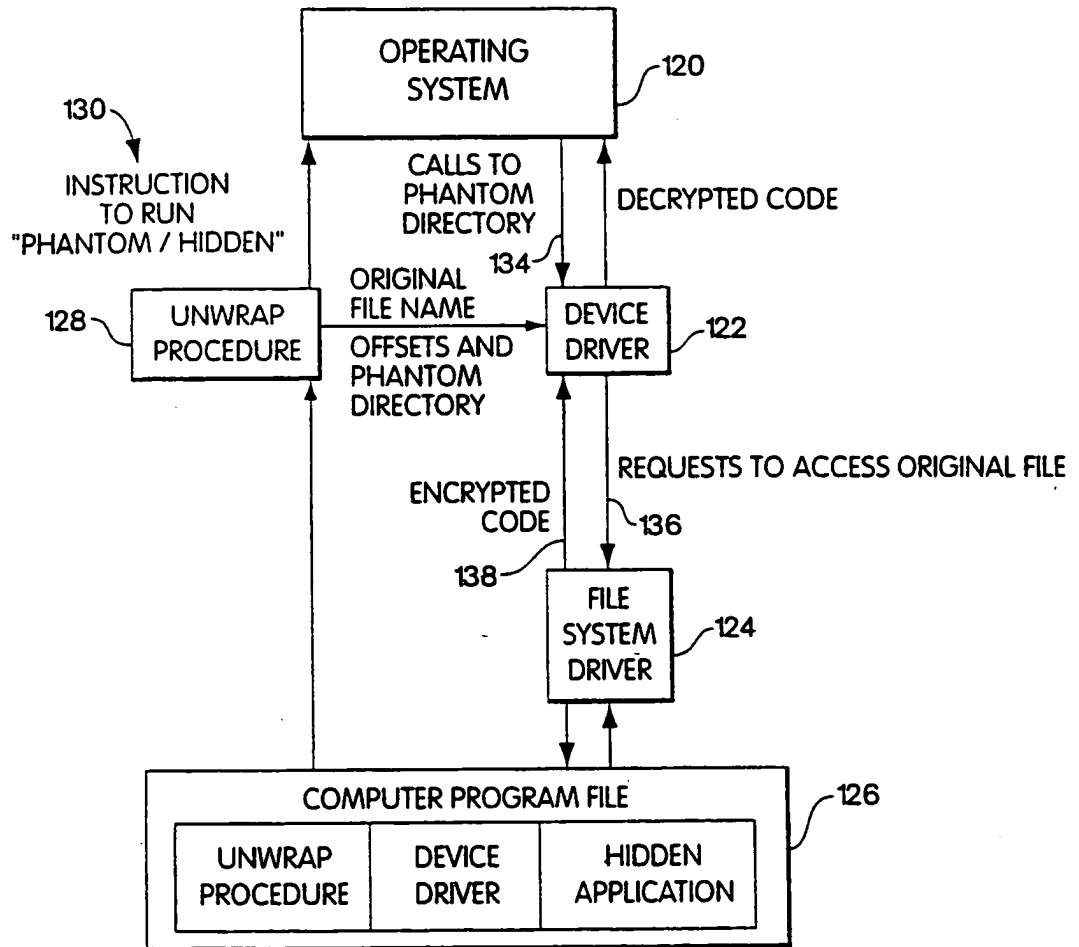 OPERATING
SYSTEM
120
130
INSTRUCTION
TO RUN
"PHANTOM / HIDDEN"
CALLS TO
PHANTOM
DIRECTORY
134
DECRYPTED CODE
128
UNWRAP
PROCEDURE
ORIGINAL
FILE NAME
OFFSETS AND
PHANTOM
DIRECTORY
DEVICE
DRIVER
122
REQUESTS TO ACCESS ORIGINAL FILE
ENCRYPTED
CODE
136
138
FILE
SYSTEM
DRIVER
124
COMPUTER PROGRAM FILE
126
UNWRAP
PROCEDURE
DEVICE
DRIVER
HIDDEN
APPLICATION